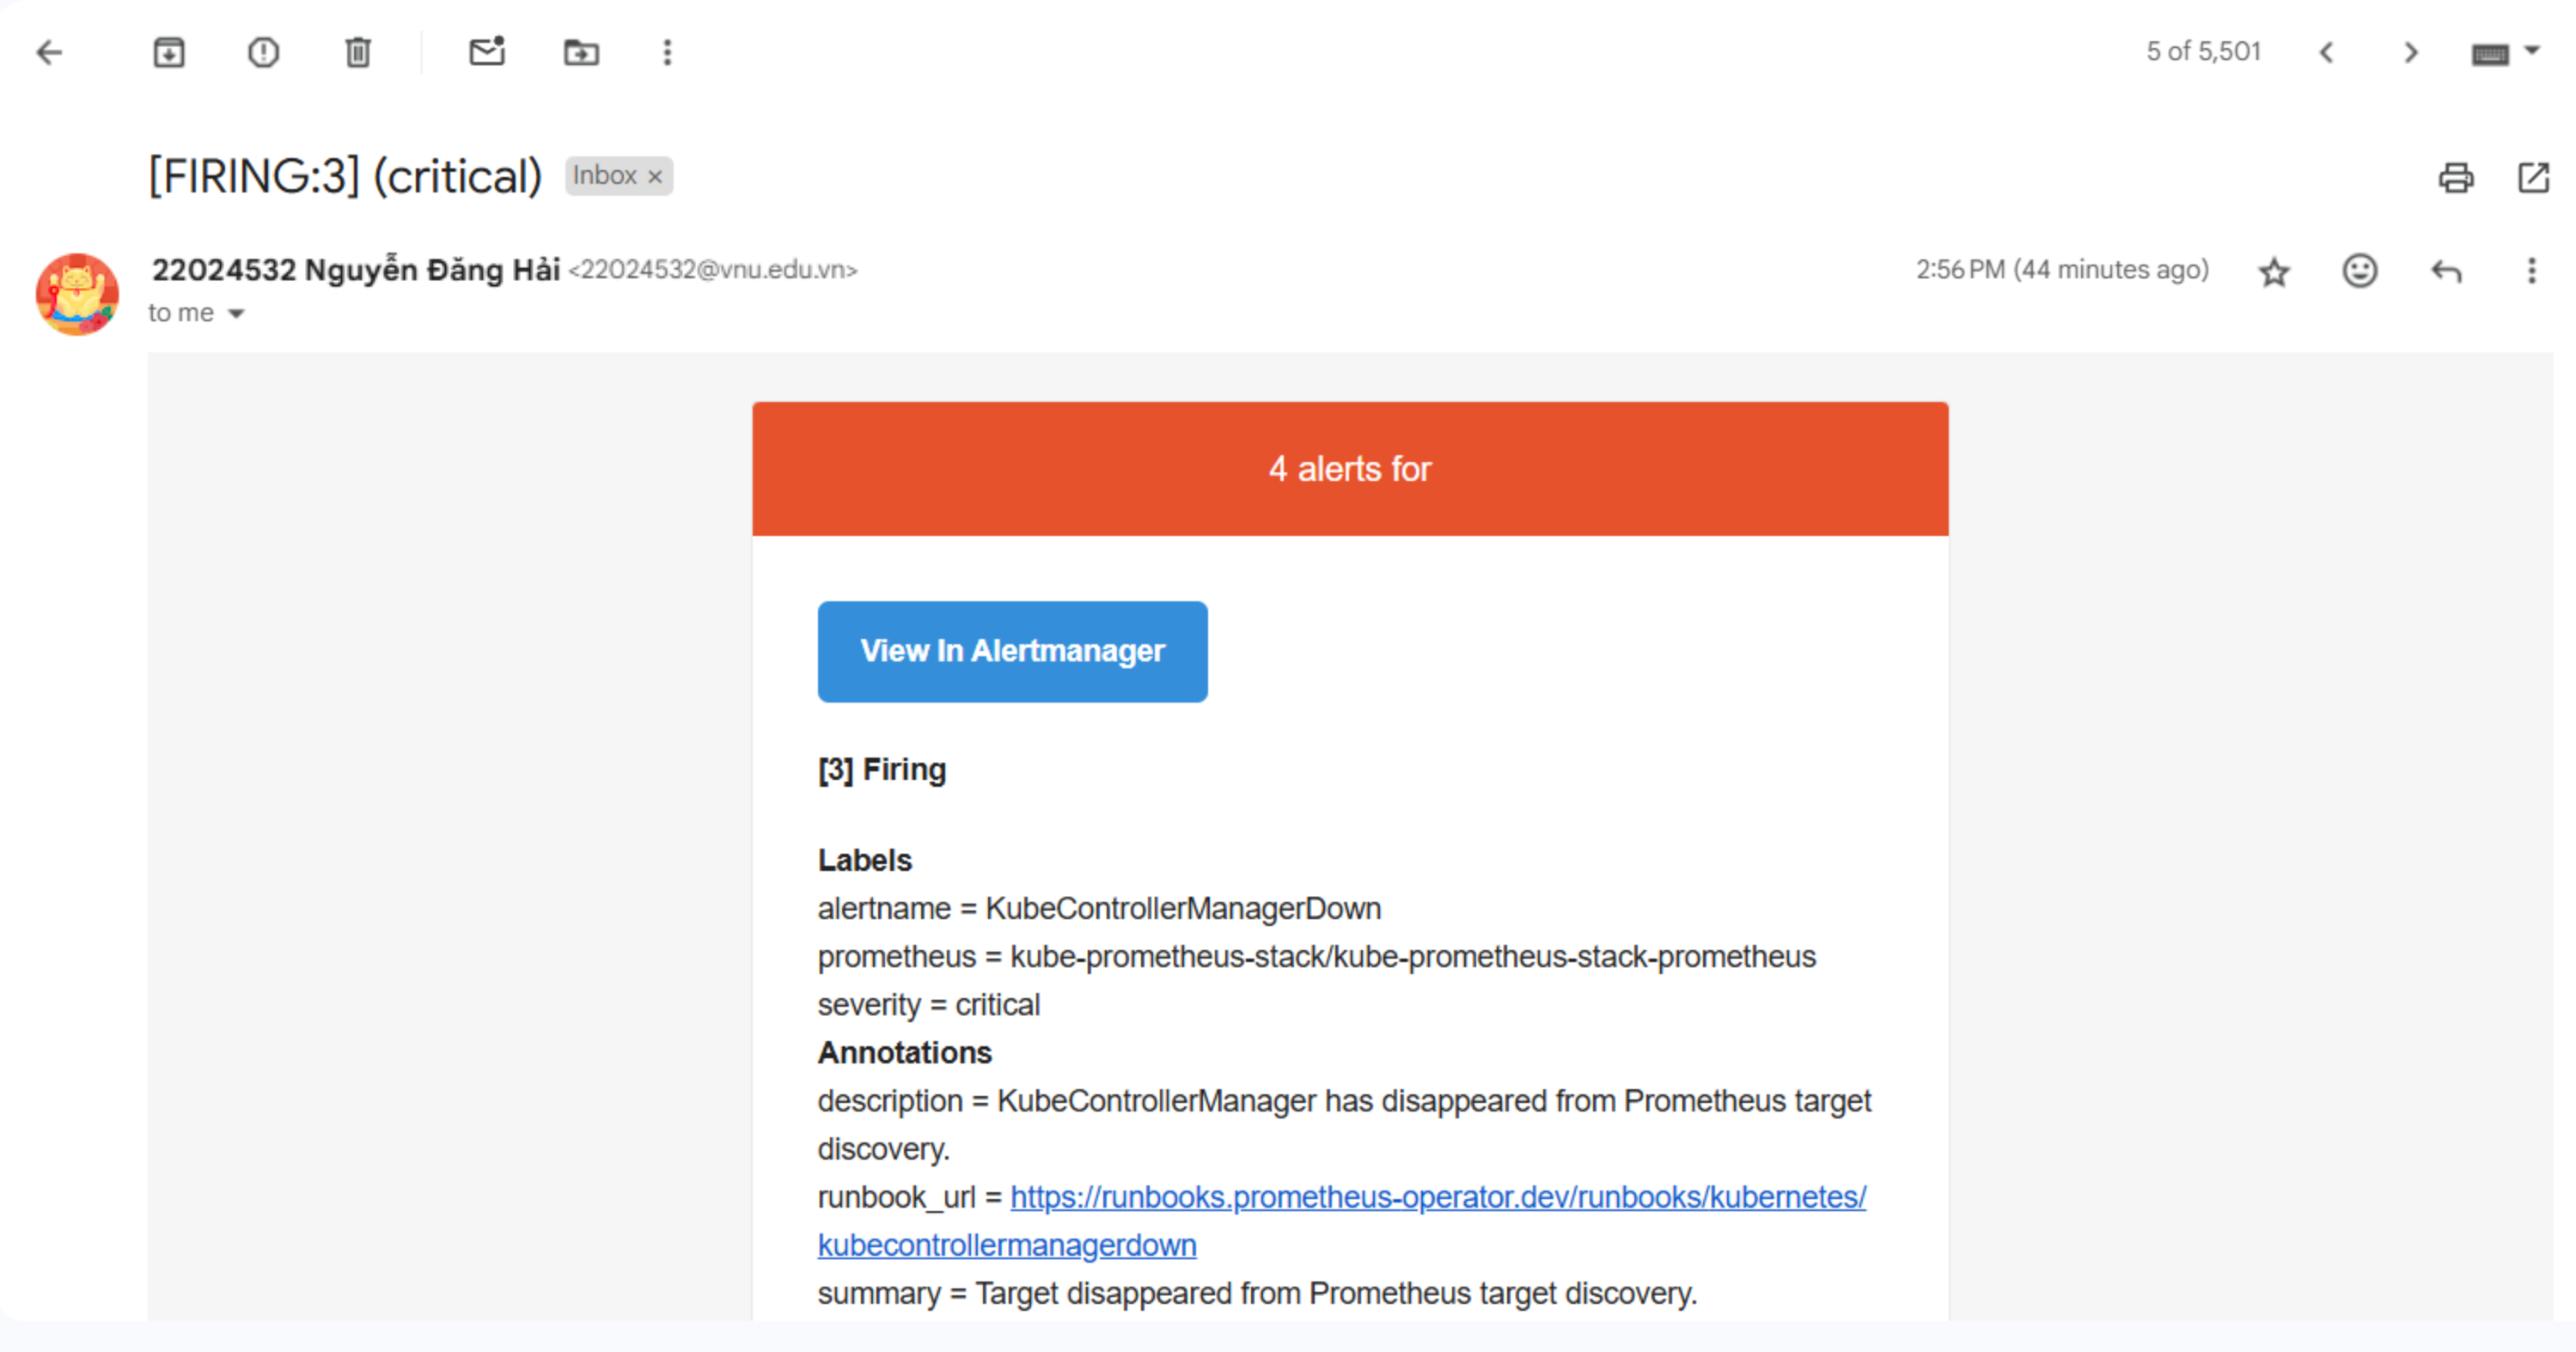 5 of 5,501
[FIRING:3] (critical) Inbox ×
22024532 Nguyễn Đăng Hải <22024532@vnu.edu.vn> 2:56 PM (44 minutes ago)
to me
4 alerts for
View In Alertmanager
[3] Firing
Labels
alertname = KubeControllerManagerDown
prometheus = kube-prometheus-stack/kube-prometheus-stack-prometheus
severity = critical
Annotations
description = KubeControllerManager has disappeared from Prometheus target
discovery.
runbook_url = https://runbooks.prometheus-operator.dev/runbooks/kubernetes/
kubecontrollermanagerdown
summary = Target disappeared from Prometheus target discovery.